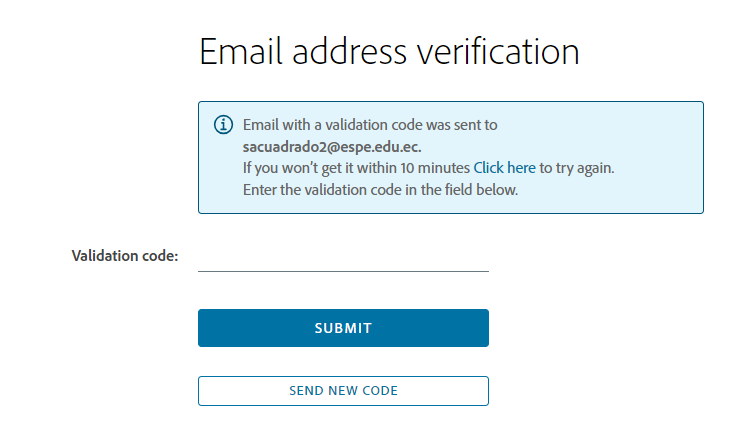 Email address verification
Email with a validation code was sent to
sacuadrado2@espe.edu.ec.
If you won't get it within 10 minutes Click here to try again.
Enter the validation code in the field below.
Validation code:
SUBMIT
SEND NEW CODE